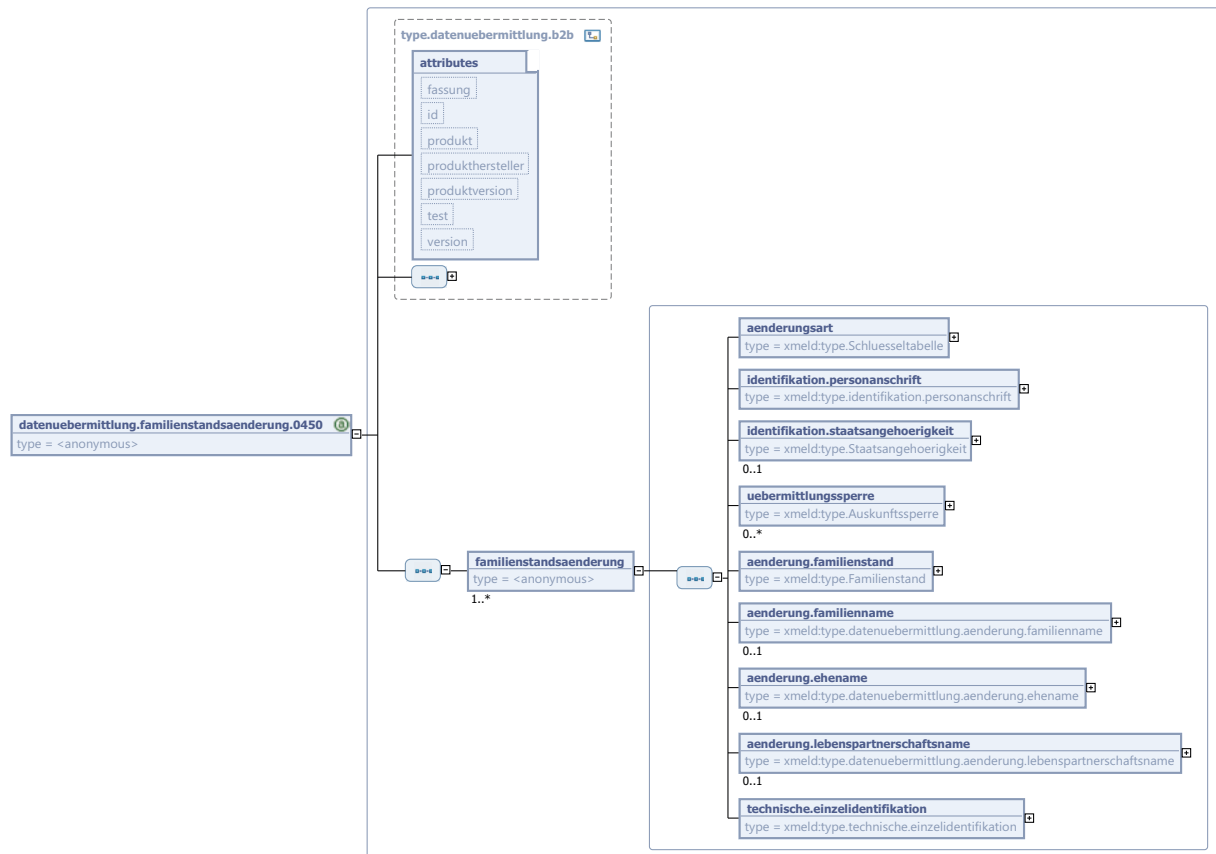 type.datenuebermittlung.b2b
attributes
fassung
id
produkt
produkthersteller
produktversion
test
version
aenderungsart
type = xmeld:type.Schluesseltabelle
identifikation.personanschrift
type = xmeld:type.identifikation.personanschrift
datenuebermittlung.familienstandsaenderung.0450
type = <anonymous>
identifikation.staatsangehoerigkeit
type = xmeld:type.Staatsangehoerigkeit
0..1
uebermittlungssperre
type = xmeld:type.Auskunftssperre
0..*
familienstandsaenderung
type = <anonymous>
1..*
aenderung.familienstand
type = xmeld:type.Familienstand
aenderung.familienname
type = xmeld:type.datenuebermittlung.aenderung.familienname
0..1
aenderung.ehename
type = xmeld:type.datenuebermittlung.aenderung.ehename
0..1
aenderung.lebenspartnerschaftsname
type = xmeld:type.datenuebermittlung.aenderung.lebenspartnerschaftsname
0..1
technische.einzelidentifikation
type = xmeld:type.technische.einzelidentifikation